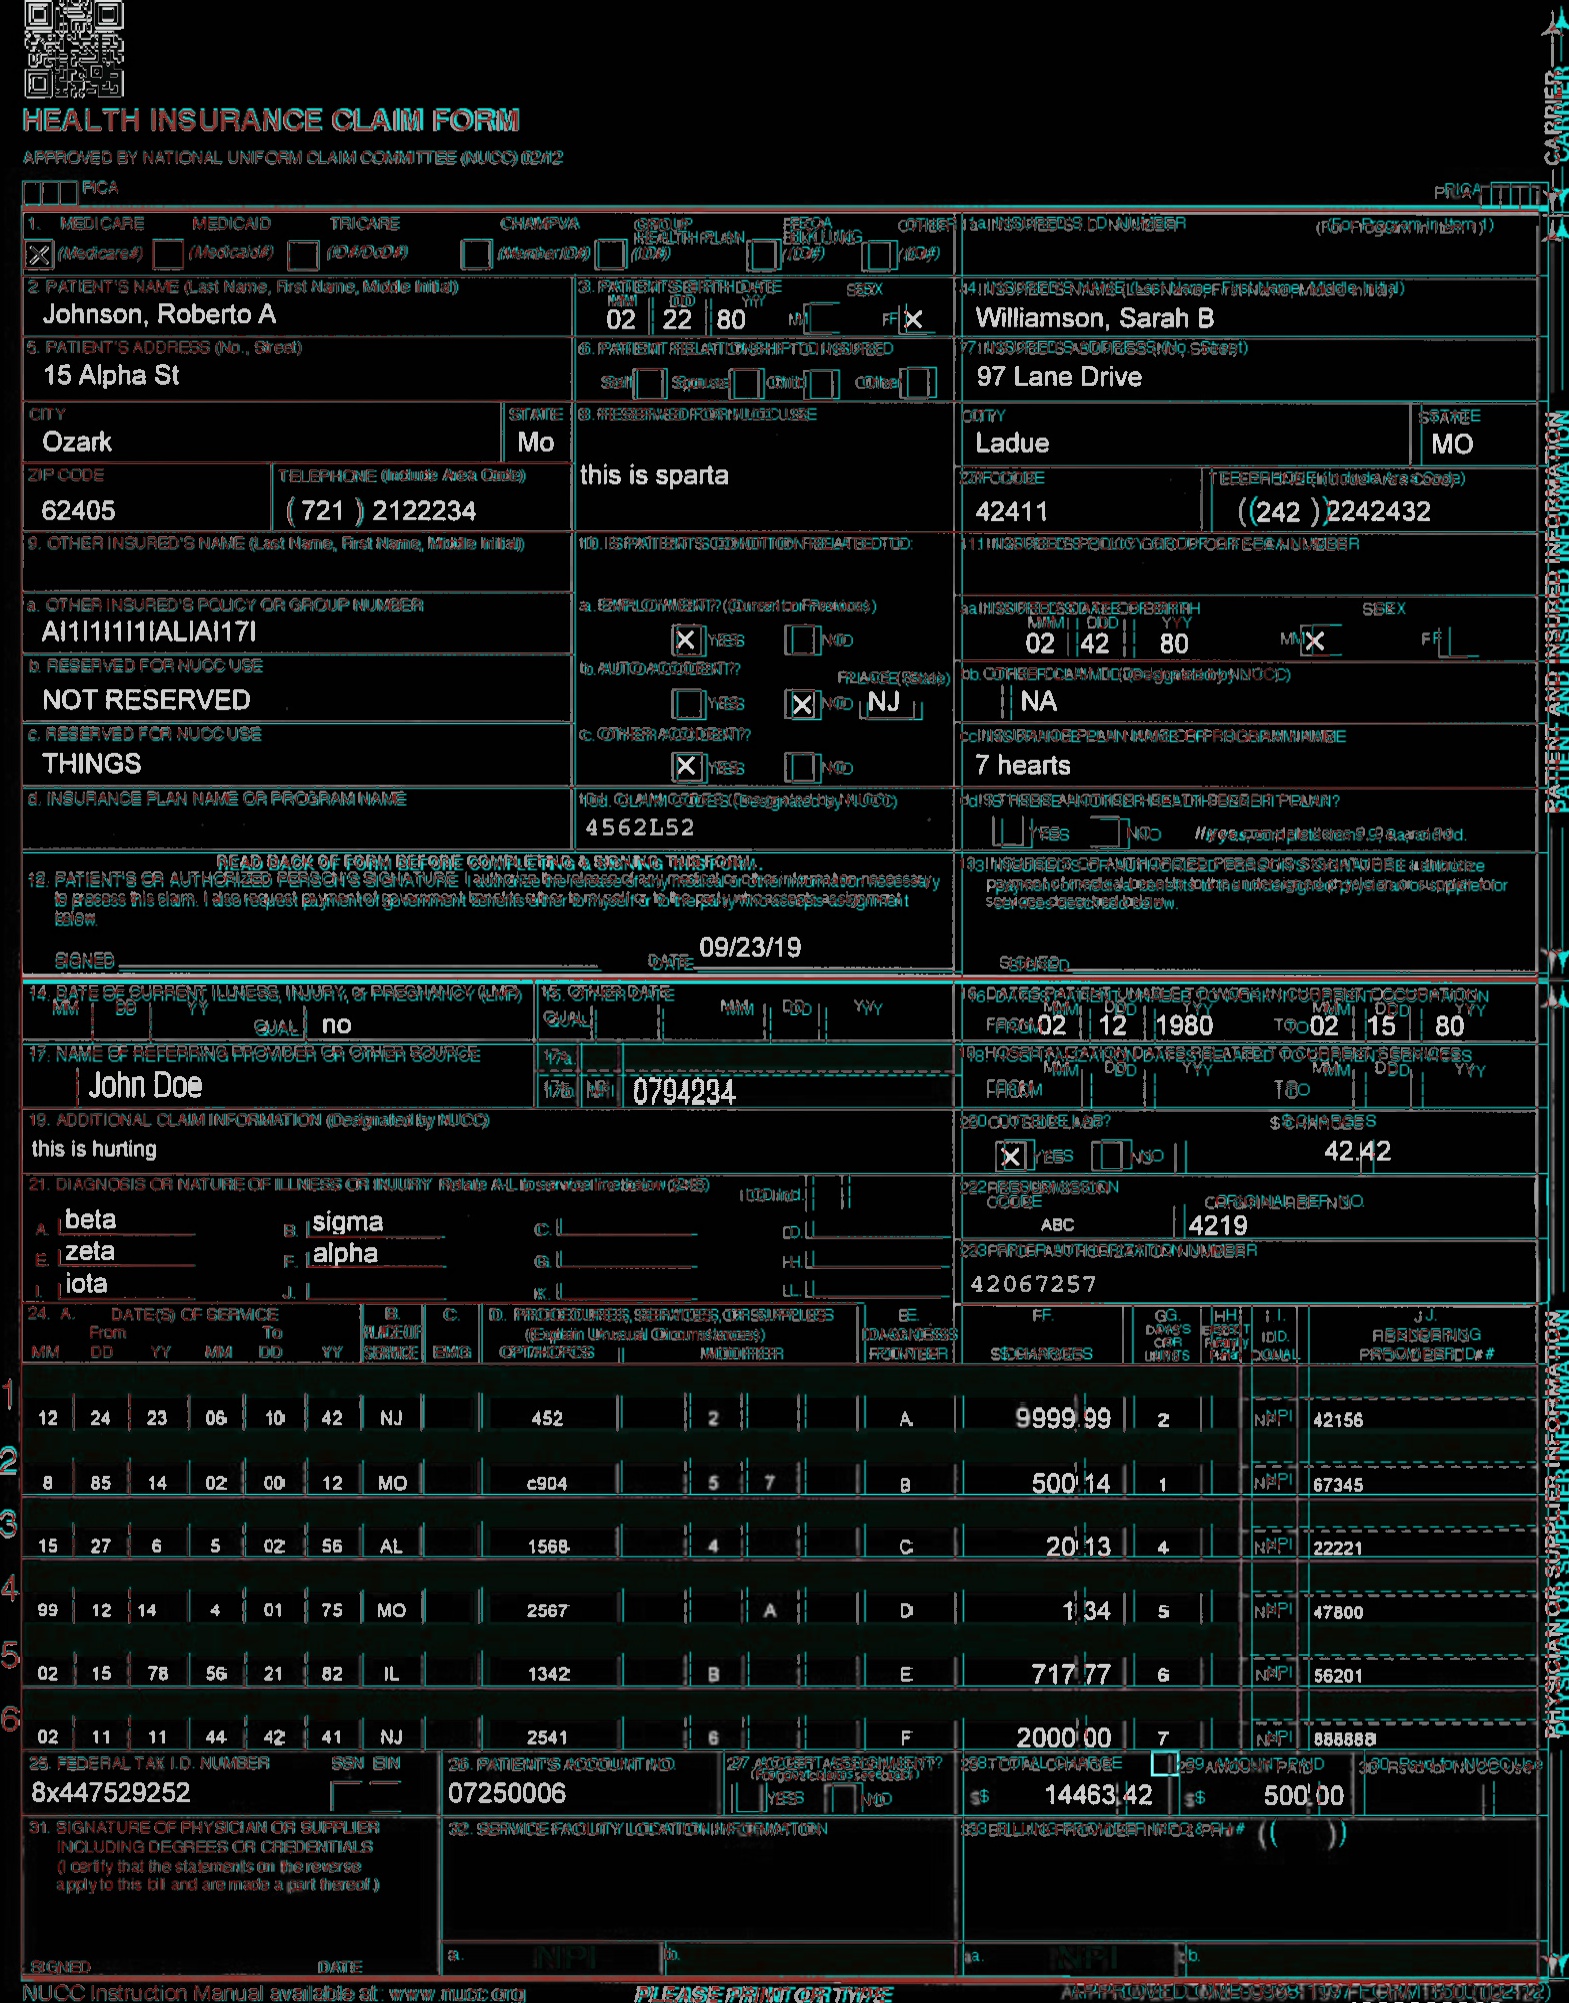 HEALTH INSURANCE CLAIM FORM
APPROVED BY NATIONAL UNIFORM CLAIM COMMITTEE (NUCC) 02/12
PICA PICA
CARRIER
1. MEDICARE MEDICAID TRICARE CHAMPVA GROUP HEALTH PLAN FECA BLK LUNG OTHER 1a. INSURED'S I.D. NUMBER (For Program in Item 1)
X (Medicare#) (Medicaid#) (ID#/DoD#) (Member ID#) (ID#) (ID#) (ID#)
2. PATIENT'S NAME (Last Name, First Name, Middle Initial) 3. PATIENT'S BIRTH DATE SEX 4. INSURED'S NAME (Last Name, First Name, Middle Initial)
MM DD YY
Johnson, Roberto A 02 22 80 M F X Williamson, Sarah B
5. PATIENT'S ADDRESS (No., Street) 6. PATIENT RELATIONSHIP TO INSURED 7. INSURED'S ADDRESS (No., Street)
15 Alpha St Self Spouse Child Other 97 Lane Drive
CITY STATE 8. RESERVED FOR NUCC USE CITY STATE
Ozark Mo Ladue MO
ZIP CODE TELEPHONE (Include Area Code) this is sparta ZIP CODE TELEPHONE (Include Area Code)
62405 ( 721 ) 2122234 42411 (242 ) 2242432
9. OTHER INSURED'S NAME (Last Name, First Name, Middle Initial) 10. IS PATIENT'S CONDITION RELATED TO: 11. INSURED'S POLICY GROUP OR FECA NUMBER
a. OTHER INSURED'S POLICY OR GROUP NUMBER a. EMPLOYMENT? (Current or Previous) a. INSURED'S DATE OF BIRTH SEX
MM DD YY
AI1I1I1I1IALIAI17I X YES NO 02 42 80 M X F
b. RESERVED FOR NUCC USE b. AUTO ACCIDENT? PLACE (State) b. OTHER CLAIM ID (Designated by NUCC)
NOT RESERVED YES X NO NJ NA
c. RESERVED FOR NUCC USE c. OTHER ACCIDENT? c. INSURANCE PLAN NAME OR PROGRAM NAME
THINGS X YES NO 7 hearts
d. INSURANCE PLAN NAME OR PROGRAM NAME 10d. CLAIM CODES (Designated by NUCC) d. IS THERE ANOTHER HEALTH BENEFIT PLAN?
4562L52 YES NO If yes, complete items 9, 9a, and 9d.
PATIENT AND INSURED INFORMATION
READ BACK OF FORM BEFORE COMPLETING & SIGNING THIS FORM.
12. PATIENT'S OR AUTHORIZED PERSON'S SIGNATURE I authorize the release of any medical or other information necessary
to process this claim. I also request payment of government benefits either to myself or to the party who accepts assignment
below.
13. INSURED'S OR AUTHORIZED PERSON'S SIGNATURE I authorize
payment of medical benefits to the undersigned physician or supplier for
services described below.
SIGNED DATE 09/23/19 SIGNED
14. DATE OF CURRENT ILLNESS, INJURY, or PREGNANCY (LMP) 15. OTHER DATE 16. DATES PATIENT UNABLE TO WORK IN CURRENT OCCUPATION
MM DD YY MM DD YY MM DD YY MM DD YY
QUAL. no QUAL. FROM 02 12 1980 TO 02 15 80
17. NAME OF REFERRING PROVIDER OR OTHER SOURCE 17a. 18. HOSPITALIZATION DATES RELATED TO CURRENT SERVICES
MM DD YY MM DD YY
John Doe 17b. NPI 0794234 FROM TO
19. ADDITIONAL CLAIM INFORMATION (Designated by NUCC) 20. OUTSIDE LAB? $ CHARGES
this is hurting X YES NO 42.42
21. DIAGNOSIS OR NATURE OF ILLNESS OR INJURY Relate A-L to service line below (24E) ICD Ind. 22. RESUBMISSION CODE ORIGINAL REF. NO.
A. beta B. sigma C. D. ABC 4219
E. zeta F. alpha G. H. 23. PRIOR AUTHORIZATION NUMBER
I. iota J. K. L. 42067257
24. A. DATE(S) OF SERVICE B. C. D. PROCEDURES, SERVICES, OR SUPPLIES E. F. G. H. I. J.
From To PLACE OF (Explain Unusual Circumstances) DIAGNOSIS DAYS OR EPSDT Family ID. RENDERING
MM DD YY MM DD YY SERVICE EMG CPT/HCPCS MODIFIER POINTER $ CHARGES UNITS Plan QUAL. PROVIDER ID. #
1 12 24 23 06 10 42 NJ 452 2 A 9999 99 2 NPI 42156
2 8 85 14 02 00 12 MO c904 5 7 B 500 14 1 NPI 67345
3 15 27 6 5 02 56 AL 1568 4 C 20 13 4 NPI 22221
4 99 12 14 4 01 75 MO 2567 A D 1 34 5 NPI 47800
5 02 15 78 56 21 82 IL 1342 B E 717 77 6 NPI 56201
6 02 11 11 44 42 41 NJ 2541 6 F 2000 00 7 NPI 888888
25. FEDERAL TAX I.D. NUMBER SSN EIN 26. PATIENT'S ACCOUNT NO. 27. ACCEPT ASSIGNMENT? 28. TOTAL CHARGE 29. AMOUNT PAID 30. Rsvd for NUCC Use
(For govt. claims, see back)
8x447529252 07250006 YES NO $ 14463 42 $ 500 00
31. SIGNATURE OF PHYSICIAN OR SUPPLIER 32. SERVICE FACILITY LOCATION INFORMATION 33. BILLING PROVIDER INFO & PH # ( )
INCLUDING DEGREES OR CREDENTIALS
(I certify that the statements on the reverse
apply to this bill and are made a part thereof.)
SIGNED DATE a. NPI b. a. NPI b.
PHYSICIAN OR SUPPLIER INFORMATION
NUCC Instruction Manual available at: www.nucc.org PLEASE PRINT OR TYPE